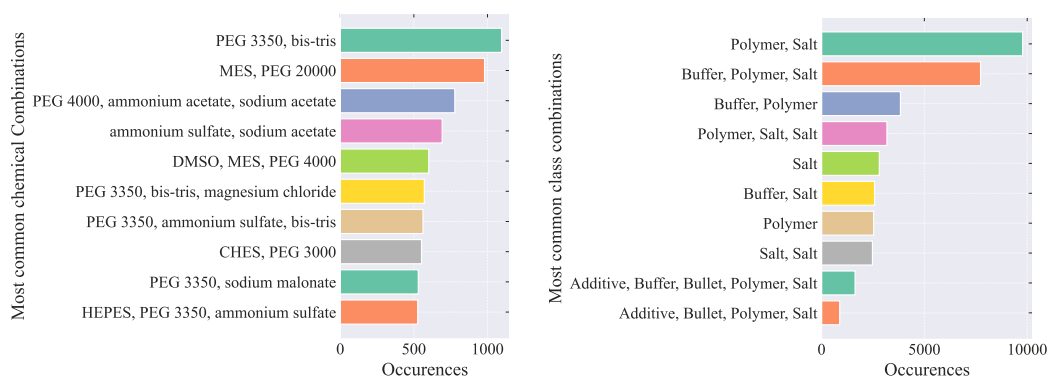 Most common chemical Combinations
PEG 3350, bis-tris
MES, PEG 20000
PEG 4000, ammonium acetate, sodium acetate
ammonium sulfate, sodium acetate
DMSO, MES, PEG 4000
PEG 3350, bis-tris, magnesium chloride
PEG 3350, ammonium sulfate, bis-tris
CHES, PEG 3000
PEG 3350, sodium malonate
HEPES, PEG 3350, ammonium sulfate
0 500 1000
Occurences
Most common class combinations
Polymer, Salt
Buffer, Polymer, Salt
Buffer, Polymer
Polymer, Salt, Salt
Salt
Buffer, Salt
Polymer
Salt, Salt
Additive, Buffer, Bullet, Polymer, Salt
Additive, Bullet, Polymer, Salt
0 5000 10000
Occurences